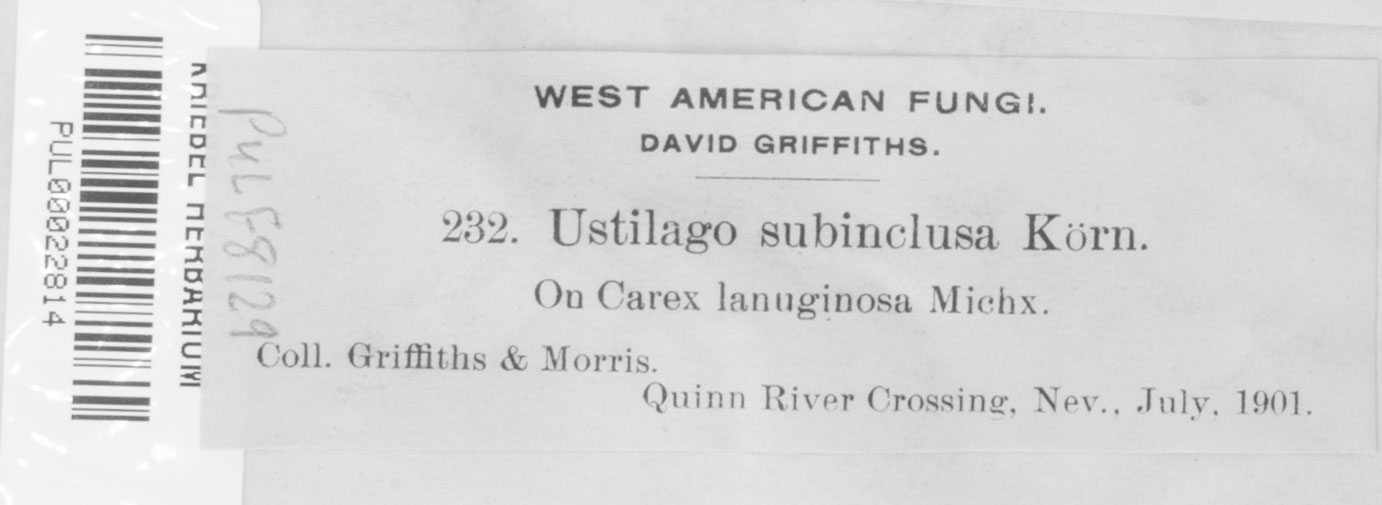 WEST AMERICAN FUNGI.
DAVID GRIFFITHS.
232. Ustilago subinclusa Körn.
On Carex lanuginosa Michx.
Coll. Griffiths & Morris.
Quinn River Crossing, Nev., July, 1901.
PUL F8129
KRIEBEL HERBARIUM
PUL00022814